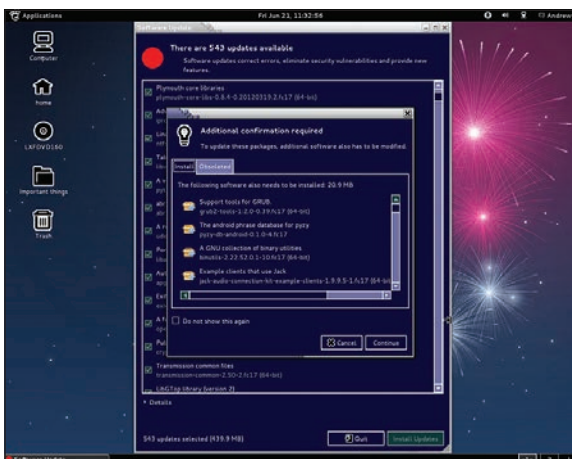 Applications
Fri Jun 21, 11:32:56
Andrew
Computer
home
LXFDVD160
Important things
Trash
Software Update
There are 543 updates available
Software updates correct errors, eliminate security vulnerabilities and provide new
features.
Plymouth core libraries
plymouth-core-libs-0.8.4-0.20120319.2.fc17 (64-bit)
Additional confirmation required
To update these packages, additional software also has to be modified.
Install
Obsoleted
The following software also needs to be installed: 20.9 MB
Support tools for GRUB.
grub2-tools-1:2.0-0.39.fc17 (64-bit)
The android phrase database for pyzy
pyzy-db-android-0.1.0-4.fc17
A GNU collection of binary utilities
binutils-2.22.52.0.1-10.fc17 (64-bit)
Example clients that use Jack
jack-audio-connection-kit-example-clients-1.9.9.5-1.fc17 (64-bit
Do not show this again
Cancel
Continue
Transmission common files
transmission-common-2.50-2.fc17 (64-bit)
LibGTop library (version 2)
Details
543 updates selected (439.9 MB)
Quit
Install Updates